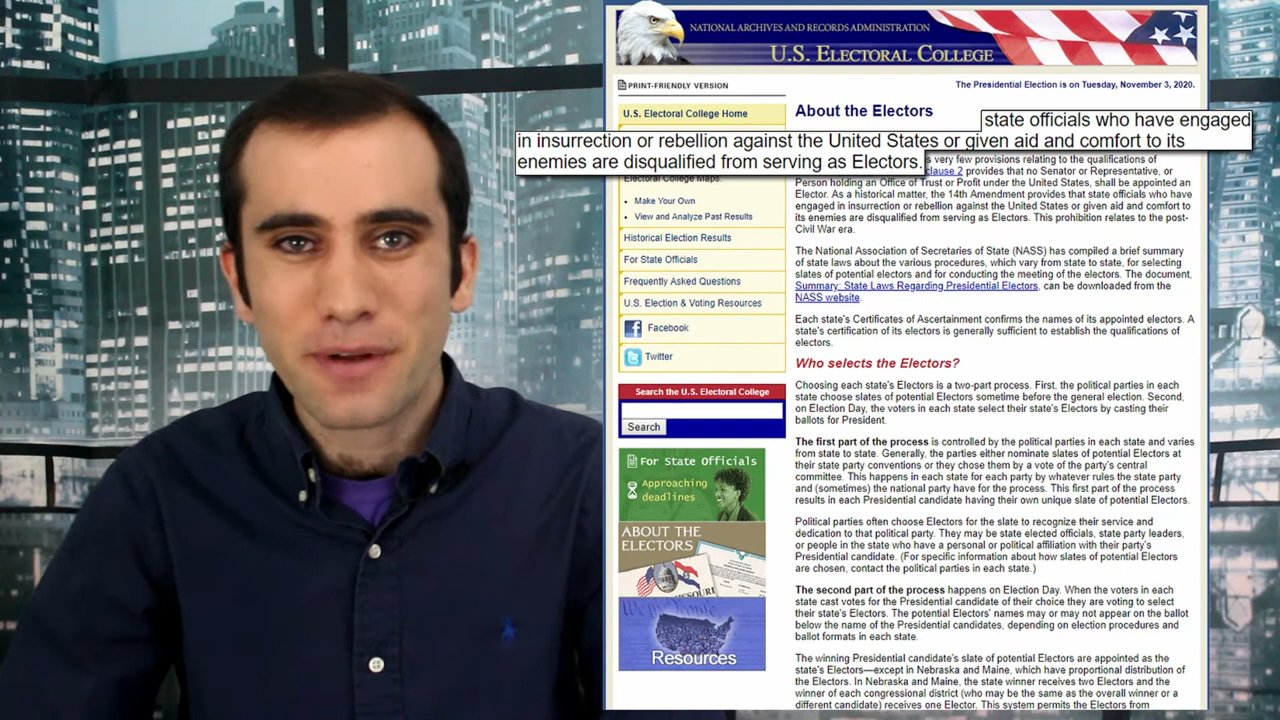 NATIONAL ARCHIVES AND RECORDS ADMINISTRATION
U.S. ELECTORAL COLLEGE
PRINT-FRIENDLY VERSION
The Presidential Election is on Tuesday, November 3, 2020.
U.S. Electoral College Home
Electoral College Maps:
Make Your Own
View and Analyze Past Results
Historical Election Results
For State Officials
Frequently Asked Questions
U.S. Election & Voting Resources
Facebook
Twitter
Search the U.S. Electoral College
Search
For State Officials
Approaching
deadlines
ABOUT THE
ELECTORS
MISSOURI
We the People
Resources
About the Electors
state officials who have engaged
in insurrection or rebellion against the United States or given aid and comfort to its
enemies are disqualified from serving as Electors.
very few provisions relating to the qualifications of
clause 2 provides that no Senator or Representative, or
Person holding an Office of Trust or Profit under the United States, shall be appointed an
Elector. As a historical matter, the 14th Amendment provides that state officials who have
engaged in insurrection or rebellion against the United States or given aid and comfort to
its enemies are disqualified from serving as Electors. This prohibition relates to the post-
Civil War era.
The National Association of Secretaries of State (NASS) has compiled a brief summary
of state laws about the various procedures, which vary from state to state, for selecting
slates of potential electors and for conducting the meeting of the electors. The document,
Summary: State Laws Regarding Presidential Electors, can be downloaded from the
NASS website.
Each state's Certificates of Ascertainment confirms the names of its appointed electors. A
state's certification of its electors is generally sufficient to establish the qualifications of
electors.
Who selects the Electors?
Choosing each state's Electors is a two-part process. First, the political parties in each
state choose slates of potential Electors sometime before the general election. Second,
on Election Day, the voters in each state select their state's Electors by casting their
ballots for President.
The first part of the process is controlled by the political parties in each state and varies
from state to state. Generally, the parties either nominate slates of potential Electors at
their state party conventions or they chose them by a vote of the party's central
committee. This happens in each state for each party by whatever rules the state party
and (sometimes) the national party have for the process. This first part of the process
results in each Presidential candidate having their own unique slate of potential Electors.
Political parties often choose Electors for the slate to recognize their service and
dedication to that political party. They may be state elected officials, state party leaders,
or people in the state who have a personal or political affiliation with their party's
Presidential candidate. (For specific information about how slates of potential Electors
are chosen, contact the political parties in each state.)
The second part of the process happens on Election Day. When the voters in each
state cast votes for the Presidential candidate of their choice they are voting to select
their state's Electors. The potential Electors' names may or may not appear on the ballot
below the name of the Presidential candidates, depending on election procedures and
ballot formats in each state.
The winning Presidential candidate's slate of potential Electors are appointed as the
state's Electors—except in Nebraska and Maine, which have proportional distribution of
the Electors. In Nebraska and Maine, the state winner receives two Electors and the
winner of each congressional district (who may be the same as the overall winner or a
different candidate) receives one Elector. This system permits the Electors from